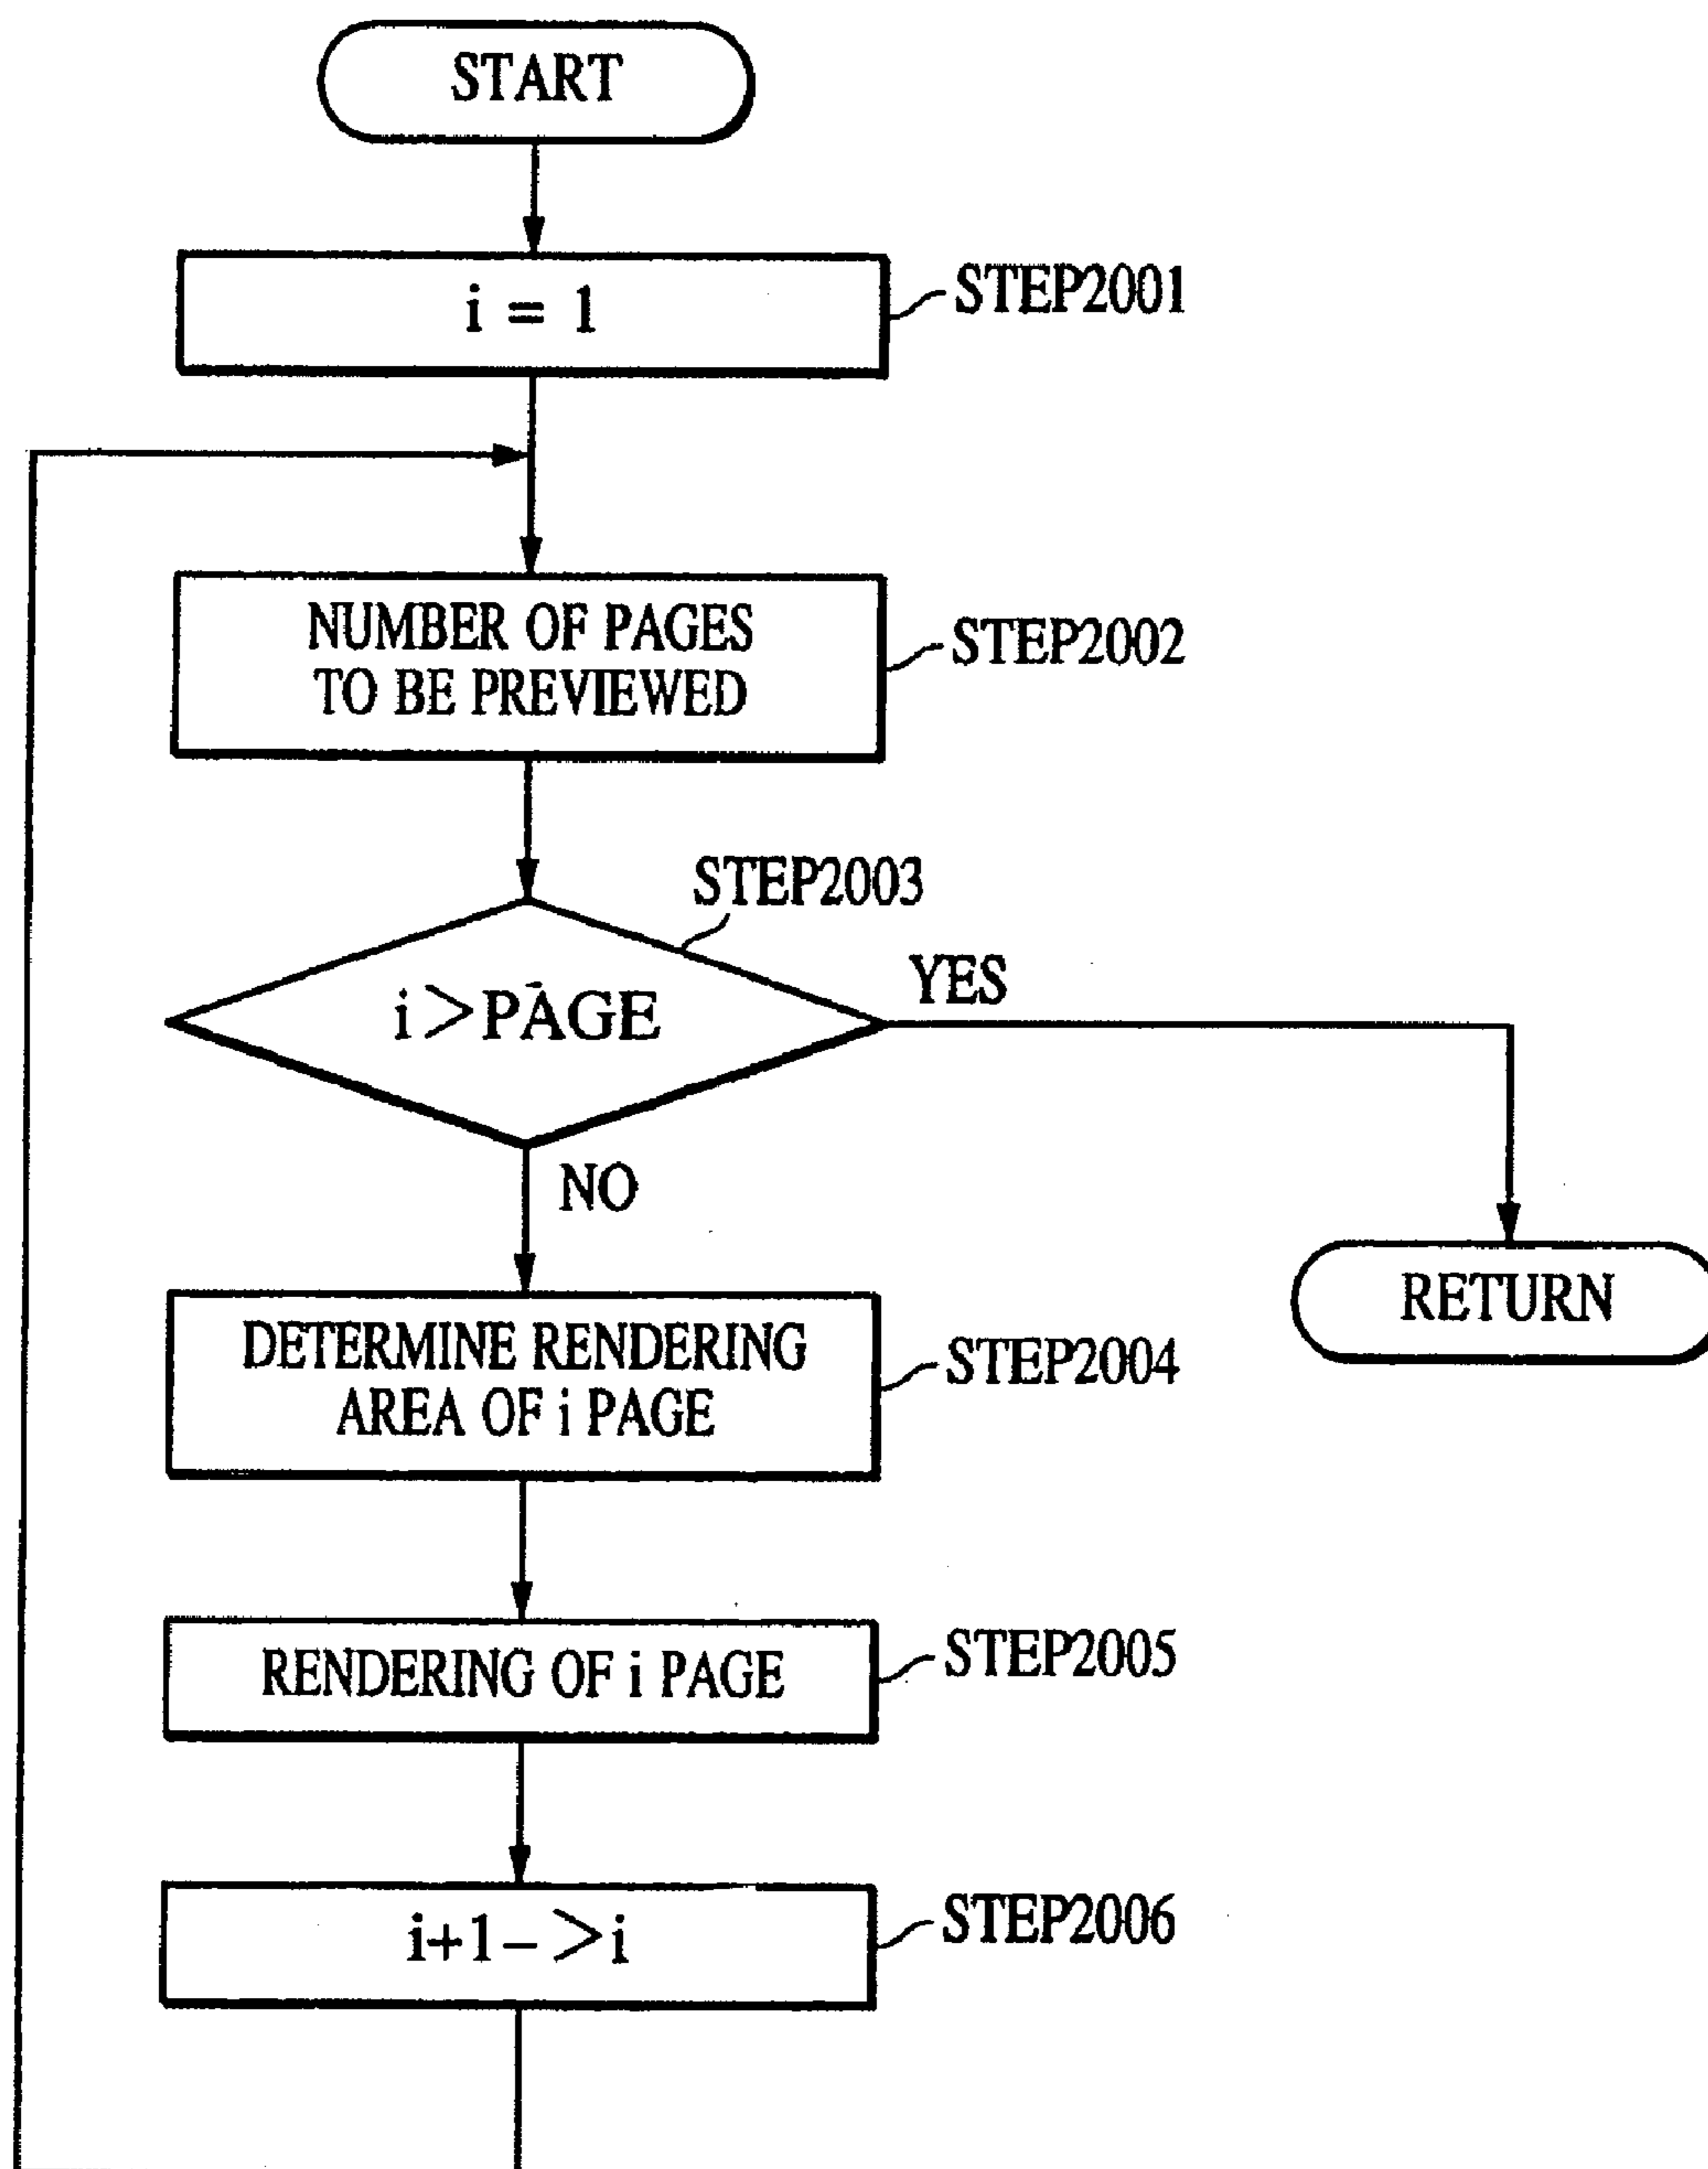 START
i = 1
STEP2001
NUMBER OF PAGES
TO BE PREVIEWED
STEP2002
STEP2003
i>PAGE
YES
NO
RETURN
DETERMINE RENDERING
AREA OF i PAGE
STEP2004
RENDERING OF i PAGE
STEP2005
i+1->i
STEP2006